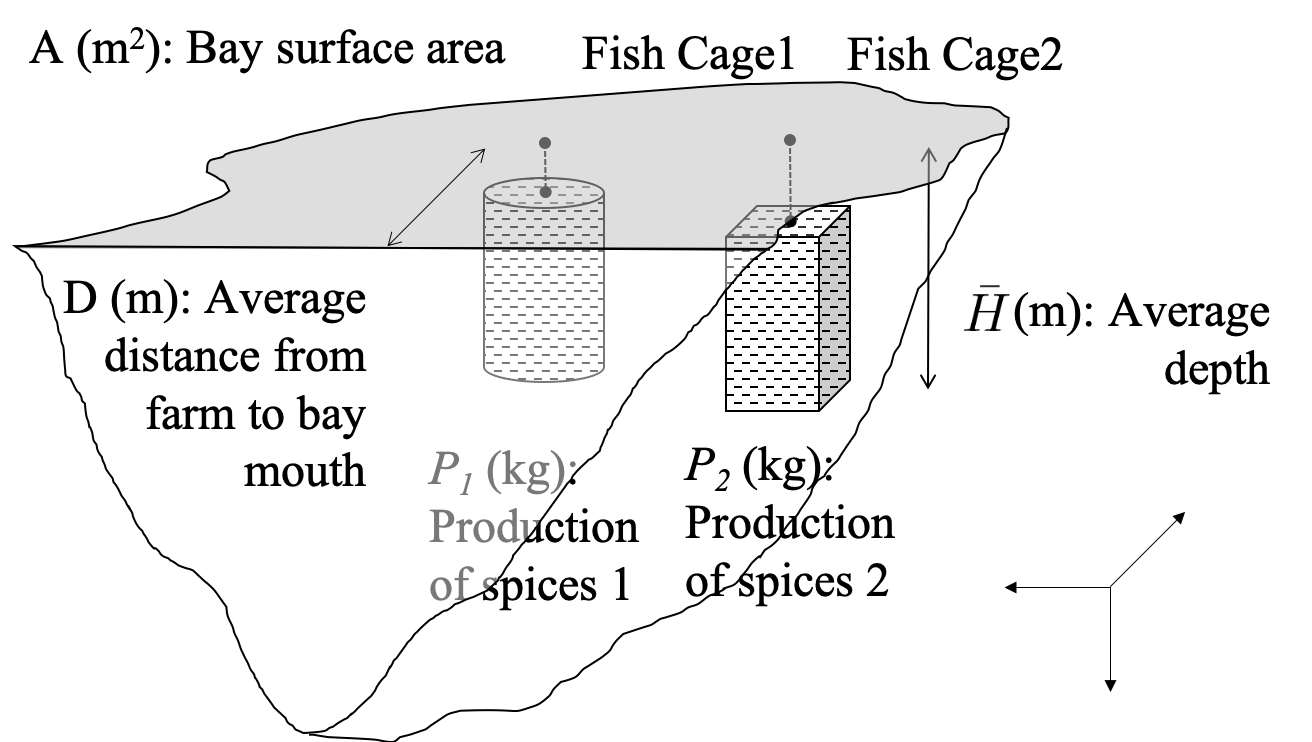 A (m²): Bay surface area
Fish Cage1
Fish Cage2
D (m): Average
distance from
farm to bay
mouth
H̄ (m): Average
depth
P₁ (kg):
Production
of spices 1
P₂ (kg):
Production
of spices 2